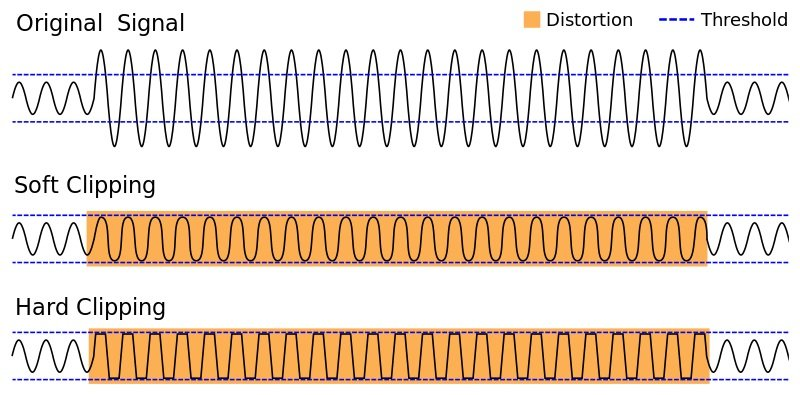 Original  Signal
Distortion
Threshold
Soft Clipping
Hard Clipping